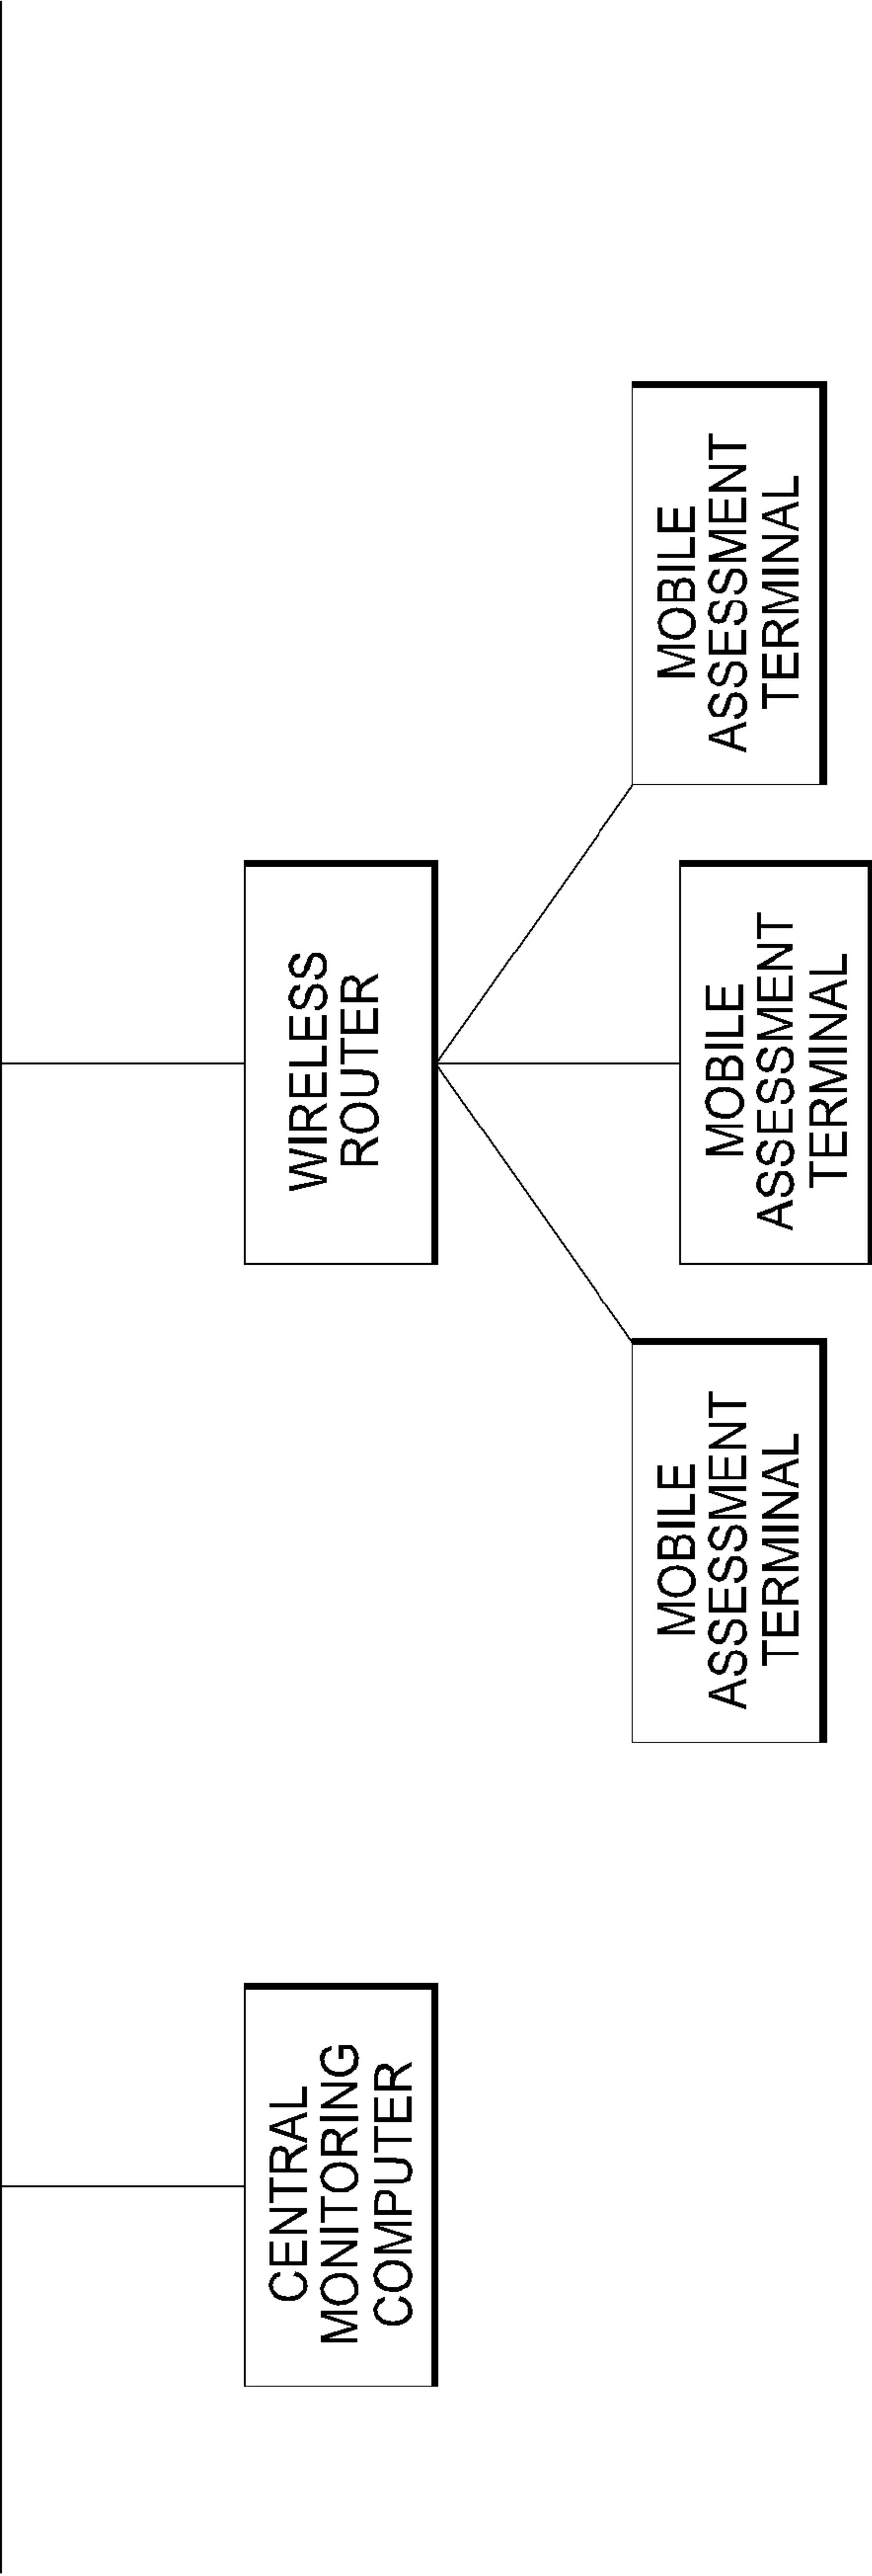 CENTRAL
MONITORING
COMPUTER
WIRELESS
ROUTER
MOBILE
ASSESSMENT
TERMINAL
MOBILE
ASSESSMENT
TERMINAL
MOBILE
ASSESSMENT
TERMINAL